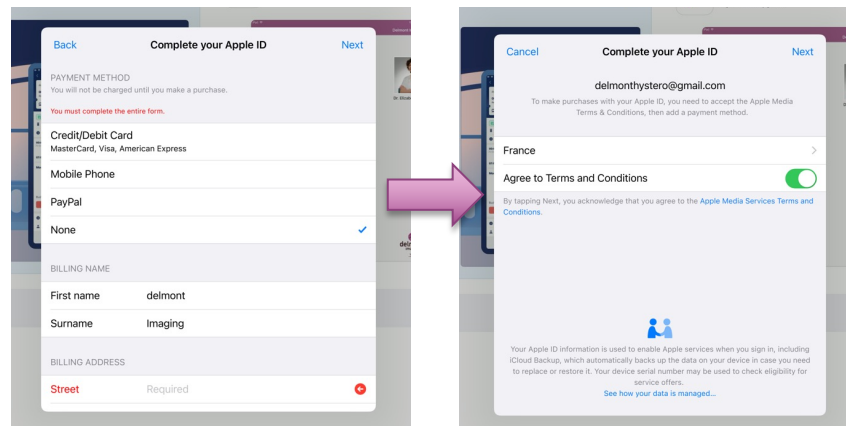 Back Complete your Apple ID Next
PAYMENT METHOD
You will not be charged until you make a purchase.
You must complete the entire form.
Credit/Debit Card
MasterCard, Visa, American Express
Mobile Phone
PayPal
None
BILLING NAME
First name delmont
Surname Imaging
BILLING ADDRESS
Street Required
Cancel Complete your Apple ID Next
delmonthystero@gmail.com
To make purchases with your Apple ID, you need to accept the Apple Media
Terms & Conditions, then add a payment method.
France
Agree to Terms and Conditions
By tapping Next, you acknowledge that you agree to the Apple Media Services Terms and
Conditions.
Your Apple ID information is used to enable Apple services when you sign in, including
iCloud Backup, which automatically backs up the data on your device in case you need
to replace or restore it. Your device serial number may be used to check eligibility for
service offers.
See how your data is managed...